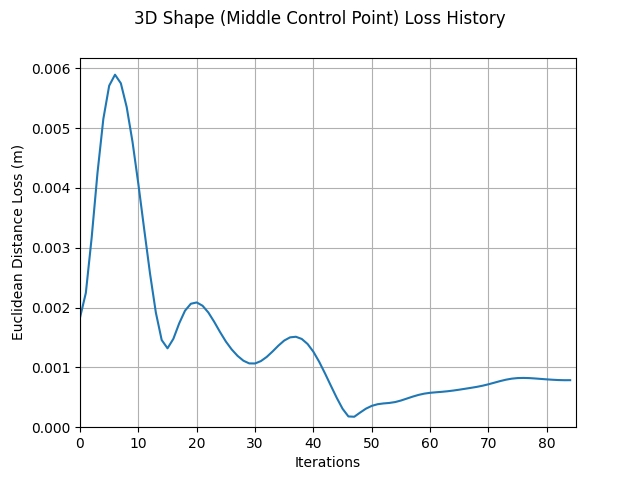 3D Shape (Middle Control Point) Loss History
0.006
0.005
0.004
0.003
0.002
0.001
0.000
Euclidean Distance Loss (m)
0 10 20 30 40 50 60 70 80
Iterations